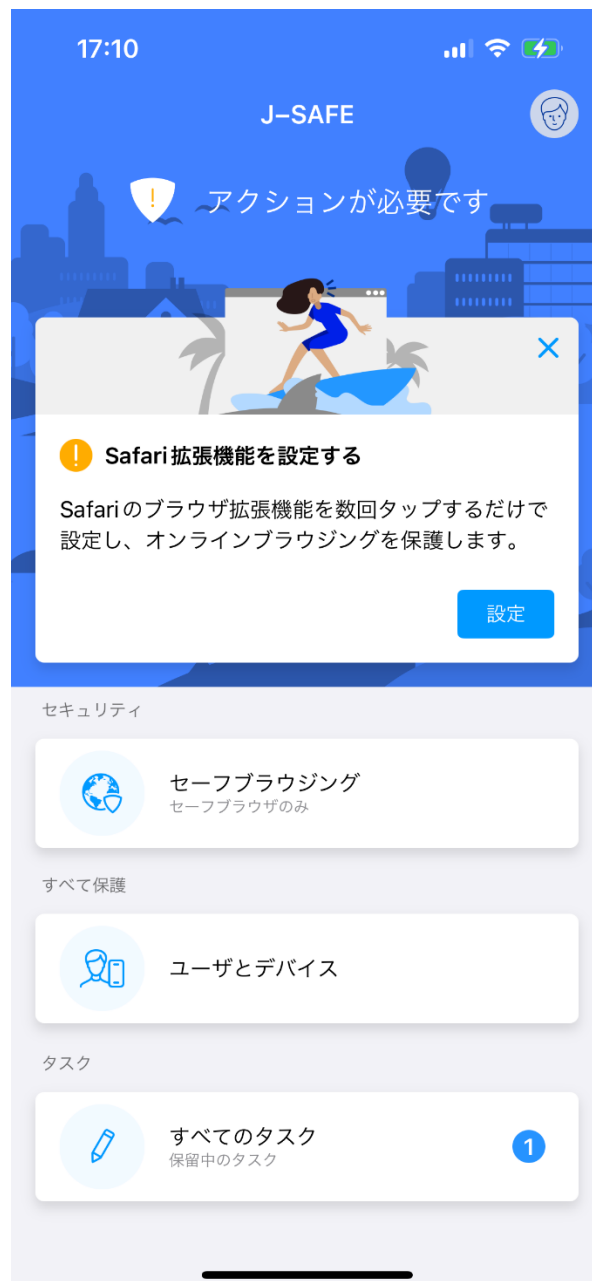 17:10
J–SAFE
アクションが必要です
Safari拡張機能を設定する
Safariのブラウザ拡張機能を数回タップするだけで
設定し、オンラインブラウジングを保護します。
設定
セキュリティ
セーフブラウジング
セーフブラウザのみ
すべて保護
ユーザとデバイス
タスク
すべてのタスク
1
保留中のタスク